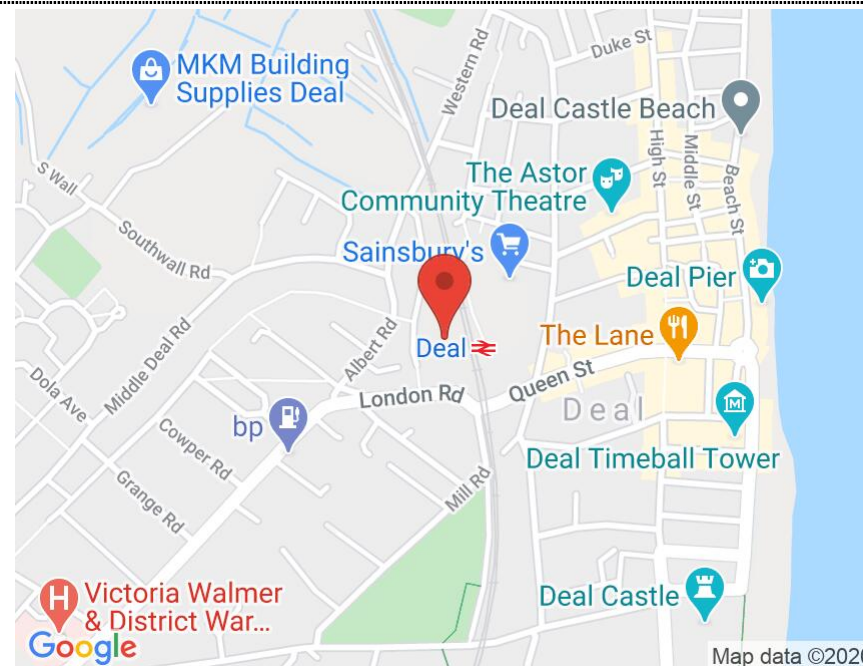 MKM Building
Supplies Deal
Western Rd
Duke St
Deal Castle Beach
High St
Middle St
Beach St
The Astor
Community Theatre
S Wall
Southwall Rd
Sainsbury's
Deal Pier
Deal
The Lane
Albert Rd
Middle Deal Rd
Dola Ave
London Rd
Queen St
Deal
bp
Cowper Rd
Grange Rd
Mill Rd
M
Deal Timeball Tower
H
Victoria Walmer
& District War...
Deal Castle
Google
Map data ©2020